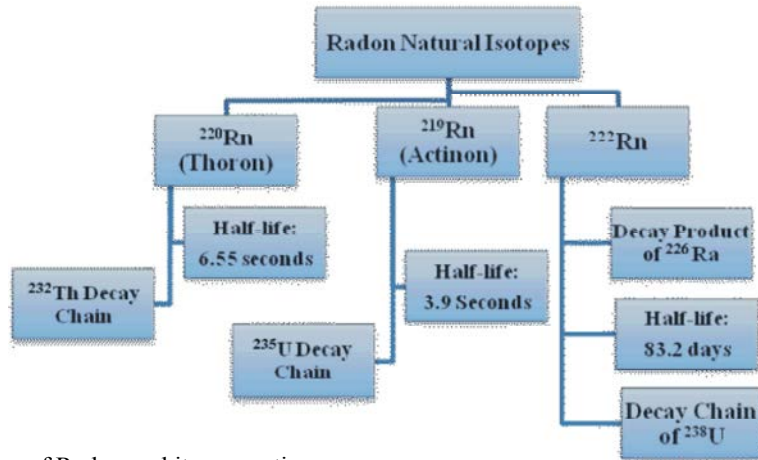 Radon Natural Isotopes
²²⁰Rn
(Thoron)
Half-life:
6.55 seconds
²³²Th Decay
Chain
²¹⁹Rn
(Actinon)
Half-life:
3.9 Seconds
²³⁵U Decay
Chain
²²²Rn
Decay Product
of ²²⁶Ra
Half-life:
83.2 days
Decay Chain
of ²³⁸U